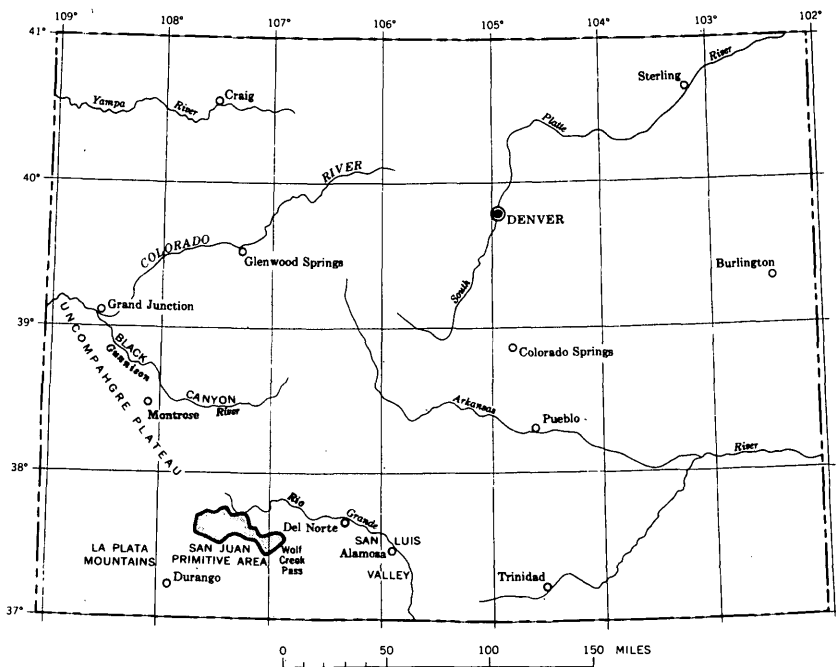 109° 108° 107° 106° 105° 104° 103° 102°
41°
Sterling
River
Craig
Yampa River
Platte
40°
RIVER
DENVER
COLORADO
Glenwood Springs
South
Burlington
Grand Junction
39°
UNCOMPAHGRE PLATEAU
BLACK
Gunnison
Colorado Springs
CANYON
River
Montrose
Arkansas
Pueblo
River
38°
Rio Grande
Del Norte
SAN LUIS
LA PLATA
MOUNTAINS
SAN JUAN
PRIMITIVE AREA
Wolf
Creek
Pass
Alamosa
VALLEY
Durango
Trinidad
37°
0 50 100 150 MILES